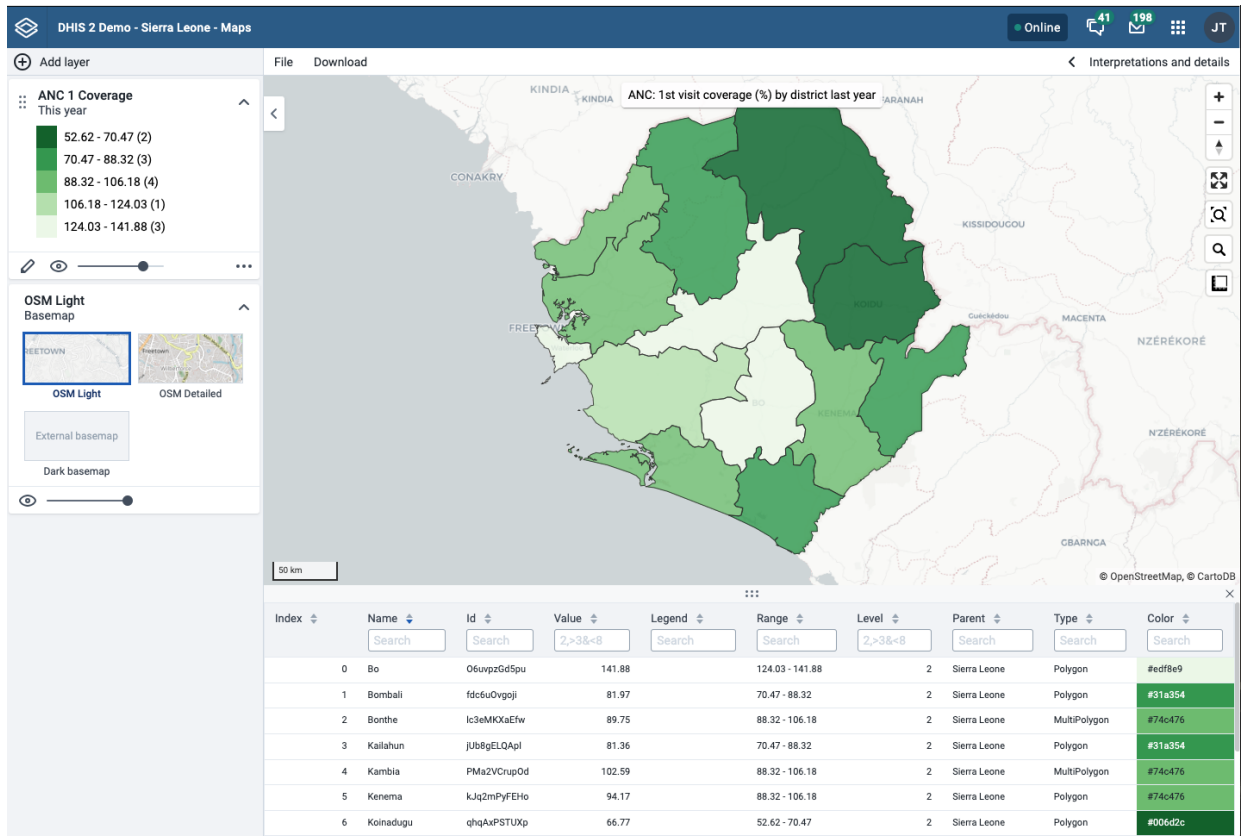 DHIS 2 Demo - Sierra Leone - Maps
Online
41
198
JT
Add layer
File Download
Interpretations and details
ANC 1 Coverage
This year
52.62 - 70.47 (2)
70.47 - 88.32 (3)
88.32 - 106.18 (4)
106.18 - 124.03 (1)
124.03 - 141.88 (3)
OSM Light
Basemap
REETOWN
Freetown
OSM Light
OSM Detailed
External basemap
Dark basemap
ANC: 1st visit coverage (%) by district last year
KINDIA
KINDIA
FARANAH
CONAKRY
KISSIDOUGOU
KOIDU
Guéckédou
MACENTA
FREETOWN
NZÉRÉKORÉ
BO
KENEMA
N'ZÉRÉKORÉ
GBARNGA
50 km
© OpenStreetMap, © CartoDB
Index Name Id Value Legend Range Level Parent Type Color
Search Search 2,>3&<8 Search Search 2,>3&<8 Search Search Search
0 Bo O6uvpzGd5pu 141.88 124.03 - 141.88 2 Sierra Leone Polygon #edf8e9
1 Bombali fdc6uOvgoji 81.97 70.47 - 88.32 2 Sierra Leone Polygon #31a354
2 Bonthe lc3eMKXaEfw 89.75 88.32 - 106.18 2 Sierra Leone MultiPolygon #74c476
3 Kailahun jUb8gELQApl 81.36 70.47 - 88.32 2 Sierra Leone Polygon #31a354
4 Kambia PMa2VCrupOd 102.59 88.32 - 106.18 2 Sierra Leone MultiPolygon #74c476
5 Kenema kJq2mPyFEHo 94.17 88.32 - 106.18 2 Sierra Leone Polygon #74c476
6 Koinadugu qhqAxPSTUXp 66.77 52.62 - 70.47 2 Sierra Leone Polygon #006d2c